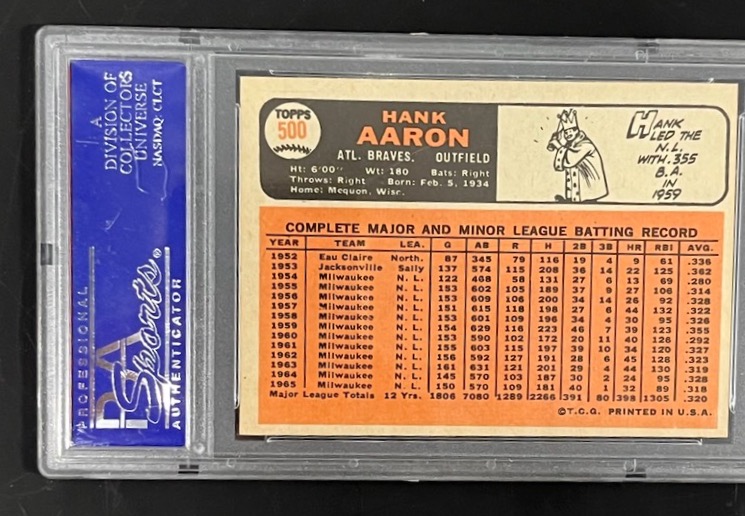 A
DIVISION OF
COLLECTORS
UNIVERSE
NASDAQ: CLCT
PROFESSIONAL
PSA
Sports®
AUTHENTICATOR
TOPPS
500
HANK
AARON
ATL. BRAVES. OUTFIELD
Ht: 6'00" Wt: 180 Bats: Right
Throws: Right Born: Feb. 5, 1934
Home: Mequon, Wisc.
HANK
LED THE
N.L.
WITH .355
B.A.
IN
1959
COMPLETE MAJOR AND MINOR LEAGUE BATTING RECORD
YEAR TEAM LEA. G AB R H 2B 3B HR RBI AVG.
1952 Eau Claire North. 87 345 79 116 19 4 9 61 .336
1953 Jacksonville Sally 137 574 115 208 36 14 22 125 .362
1954 Milwaukee N. L. 122 468 58 131 27 6 13 69 .280
1955 Milwaukee N. L. 153 602 105 189 37 9 27 106 .314
1956 Milwaukee N. L. 153 609 106 200 34 14 26 92 .328
1957 Milwaukee N. L. 151 615 118 198 27 6 44 132 .322
1958 Milwaukee N. L. 153 601 109 196 34 4 30 95 .326
1959 Milwaukee N. L. 154 629 116 223 46 7 39 123 .355
1960 Milwaukee N. L. 153 590 102 172 20 11 40 126 .292
1961 Milwaukee N. L. 155 603 115 197 39 10 34 120 .327
1962 Milwaukee N. L. 156 592 127 191 28 6 45 128 .323
1963 Milwaukee N. L. 161 631 121 201 29 4 44 130 .319
1964 Milwaukee N. L. 145 570 103 187 30 2 24 95 .328
1965 Milwaukee N. L. 150 570 109 181 40 1 32 89 .318
Major League Totals 12 Yrs. 1806 7080 1289 2266 391 80 398 1305 .320
©T.C.G. PRINTED IN U.S.A.